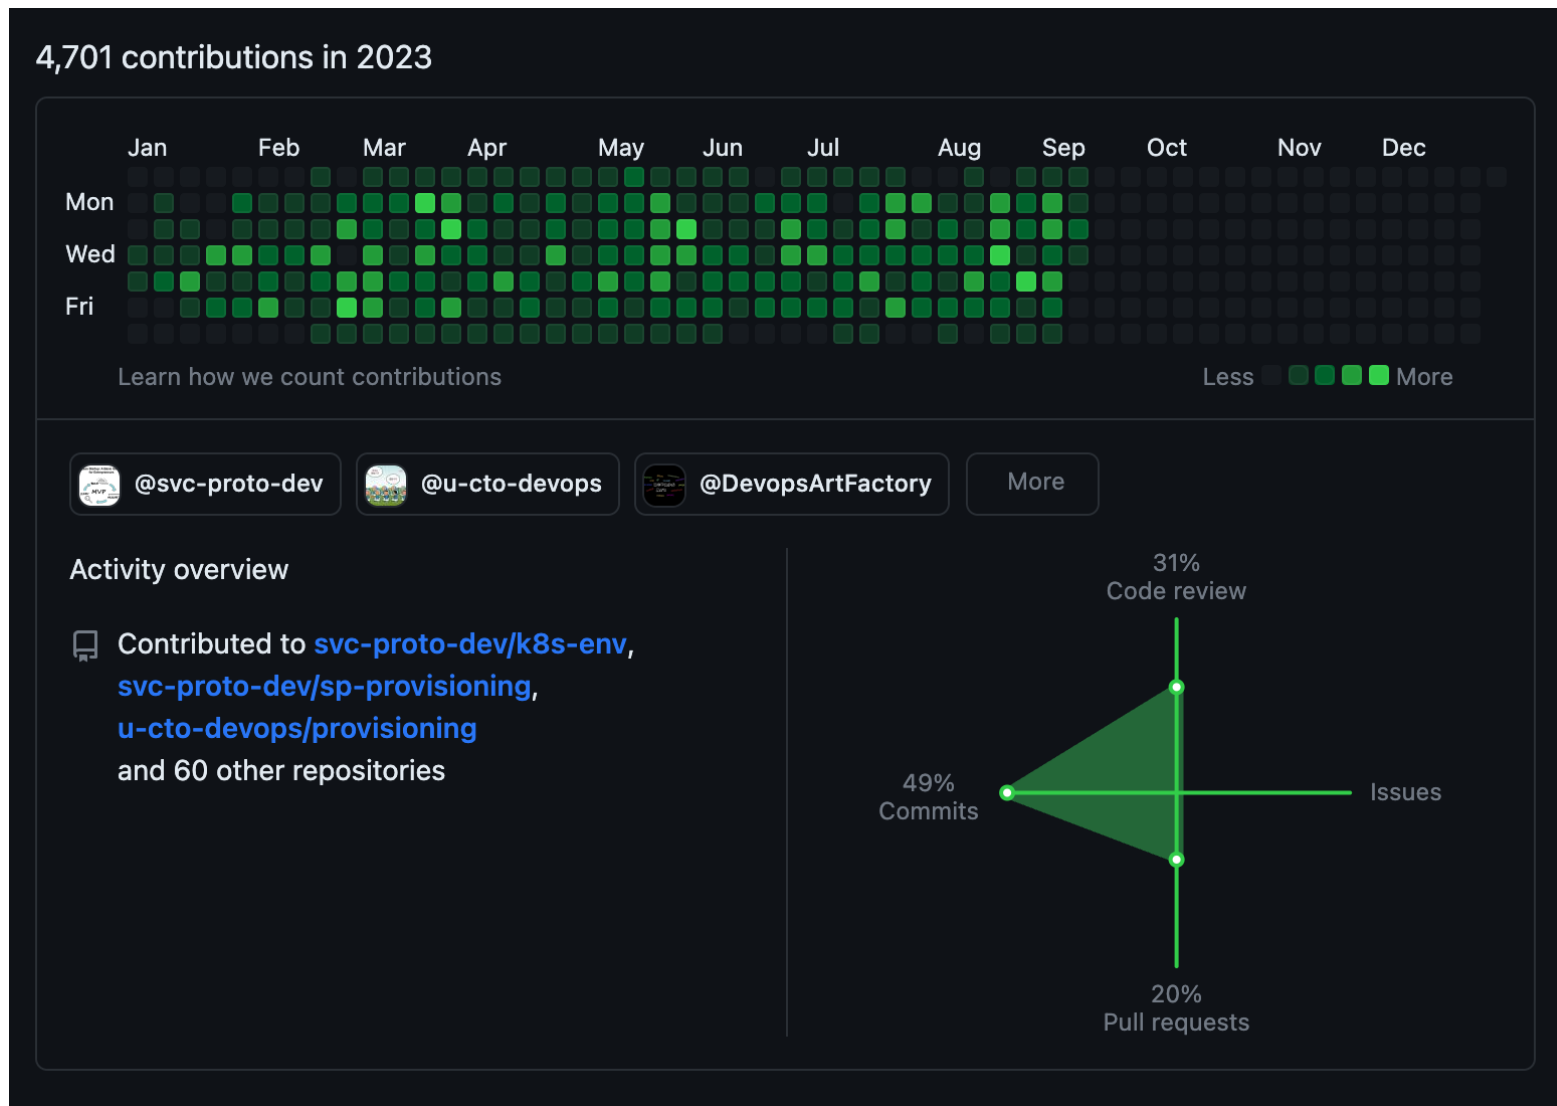 4,701 contributions in 2023
Jan Feb Mar Apr May Jun Jul Aug Sep Oct Nov Dec
Mon
Wed
Fri
Learn how we count contributions
Less More
@svc-proto-dev @u-cto-devops @DevopsArtFactory More
Activity overview
Contributed to svc-proto-dev/k8s-env,
svc-proto-dev/sp-provisioning,
u-cto-devops/provisioning
and 60 other repositories
31%
Code review
49%
Commits
Issues
20%
Pull requests